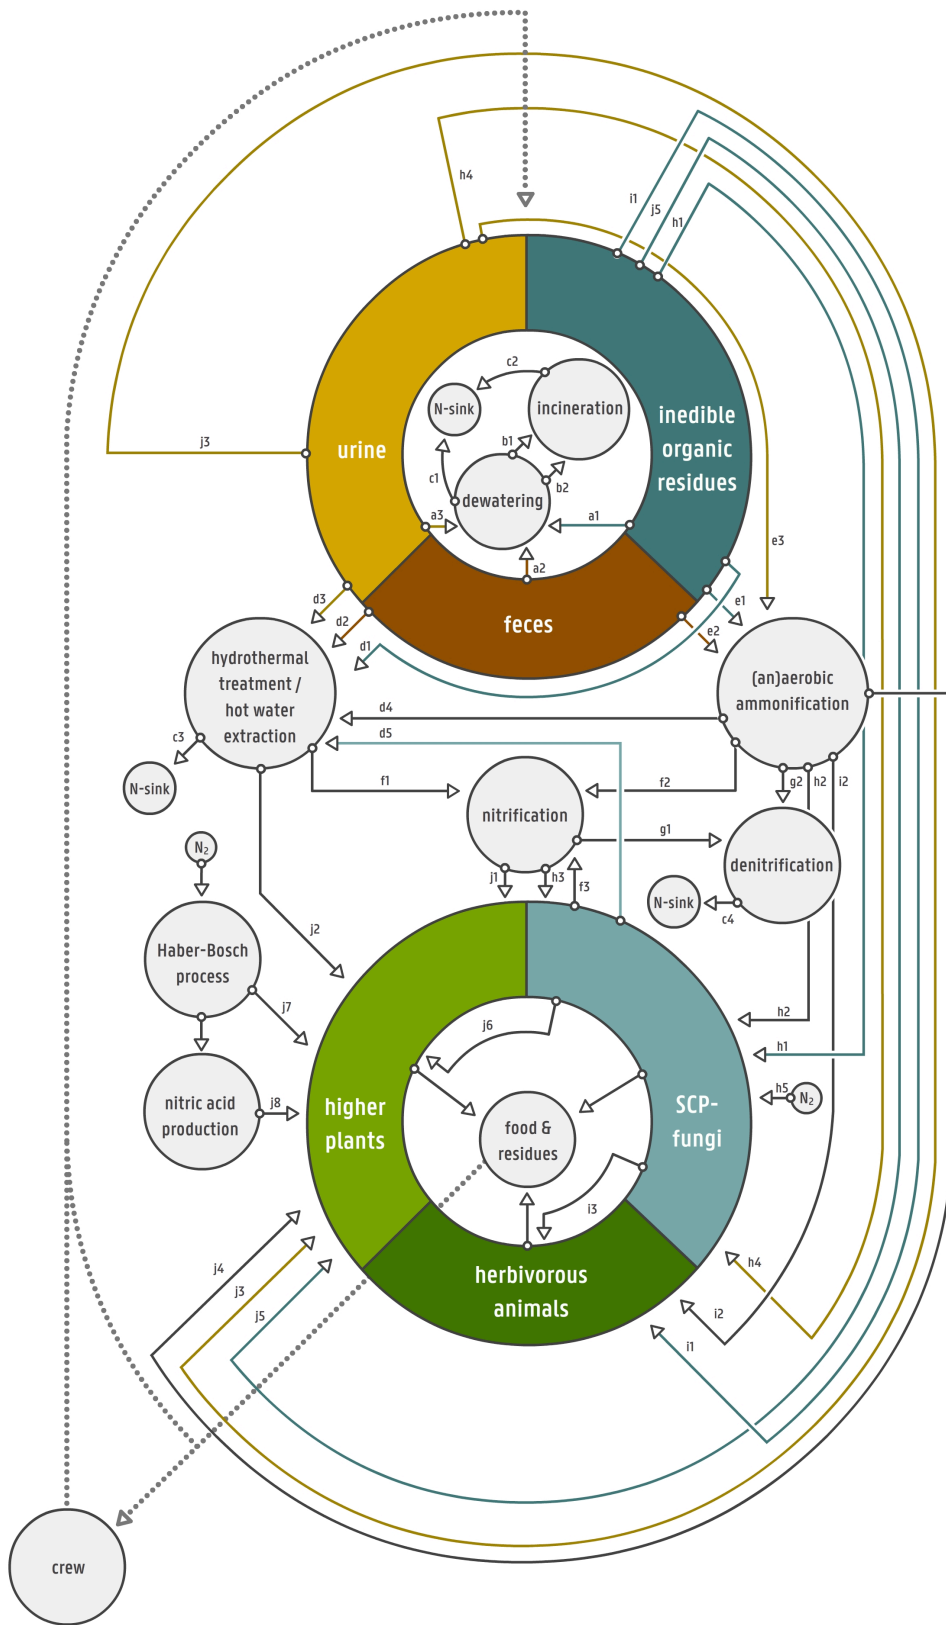 h4
i1
j5
h1
c2
N-sink
incineration
inedible
organic
residues
urine
j3
b1
c1
b2
dewatering
a3
a1
a2
e3
feces
d3
d2
d1
e1
e2
hydrothermal
treatment /
hot water
extraction
(an)aerobic
ammonification
d4
d5
c3
N-sink
f1
f2
g2
h2
i2
nitrification
g1
denitrification
N₂
j1
h3
f3
N-sink
c4
j2
Haber-Bosch
process
j7
h2
j6
h1
nitric acid
production
j8
higher
plants
food &
residues
SCP-
fungi
h5
N₂
i3
j4
j3
j5
h4
herbivorous
animals
i2
i1
crew